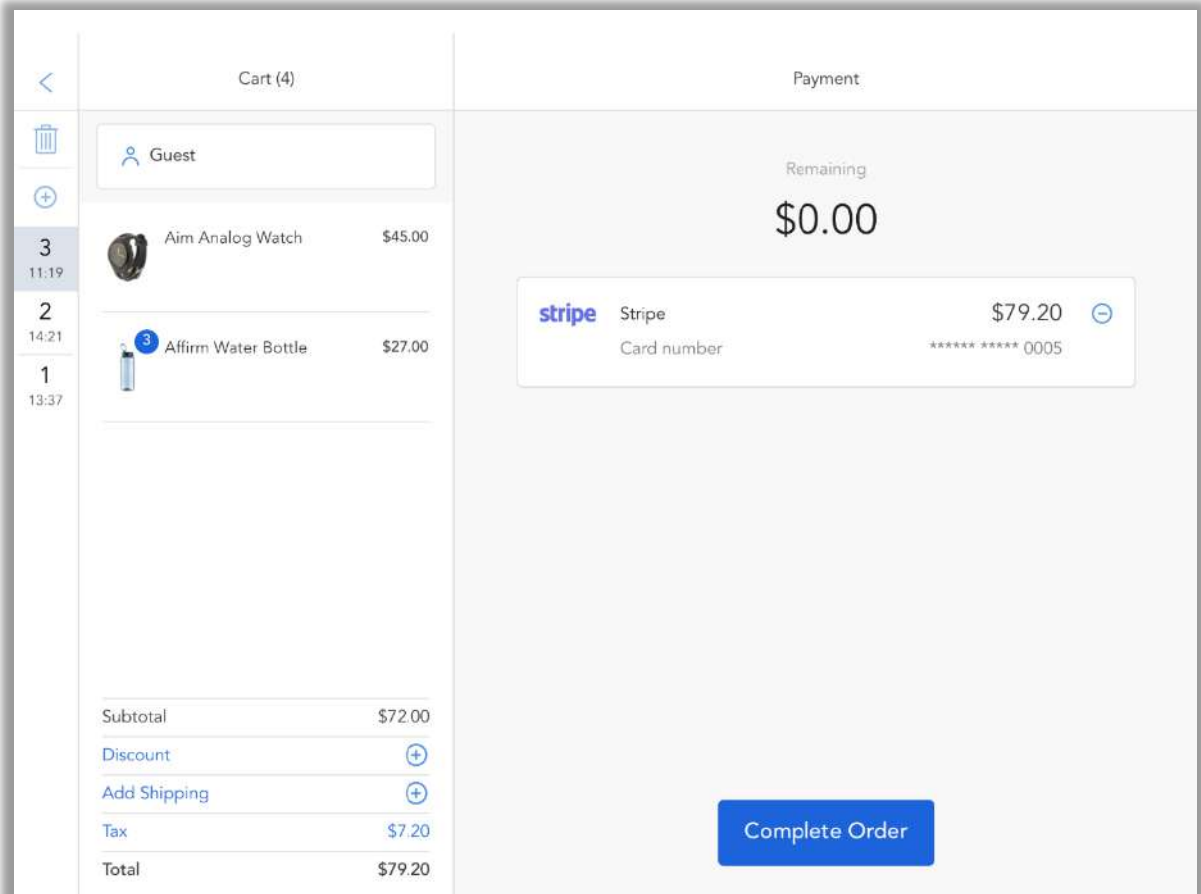 Cart (4)
Payment
3
11:19
2
14:21
1
13:37
Guest
Aim Analog Watch $45.00
3
Affirm Water Bottle $27.00
Subtotal $72.00
Discount
Add Shipping
Tax $7.20
Total $79.20
Remaining
$0.00
stripe Stripe $79.20
Card number ****** ***** 0005
Complete Order